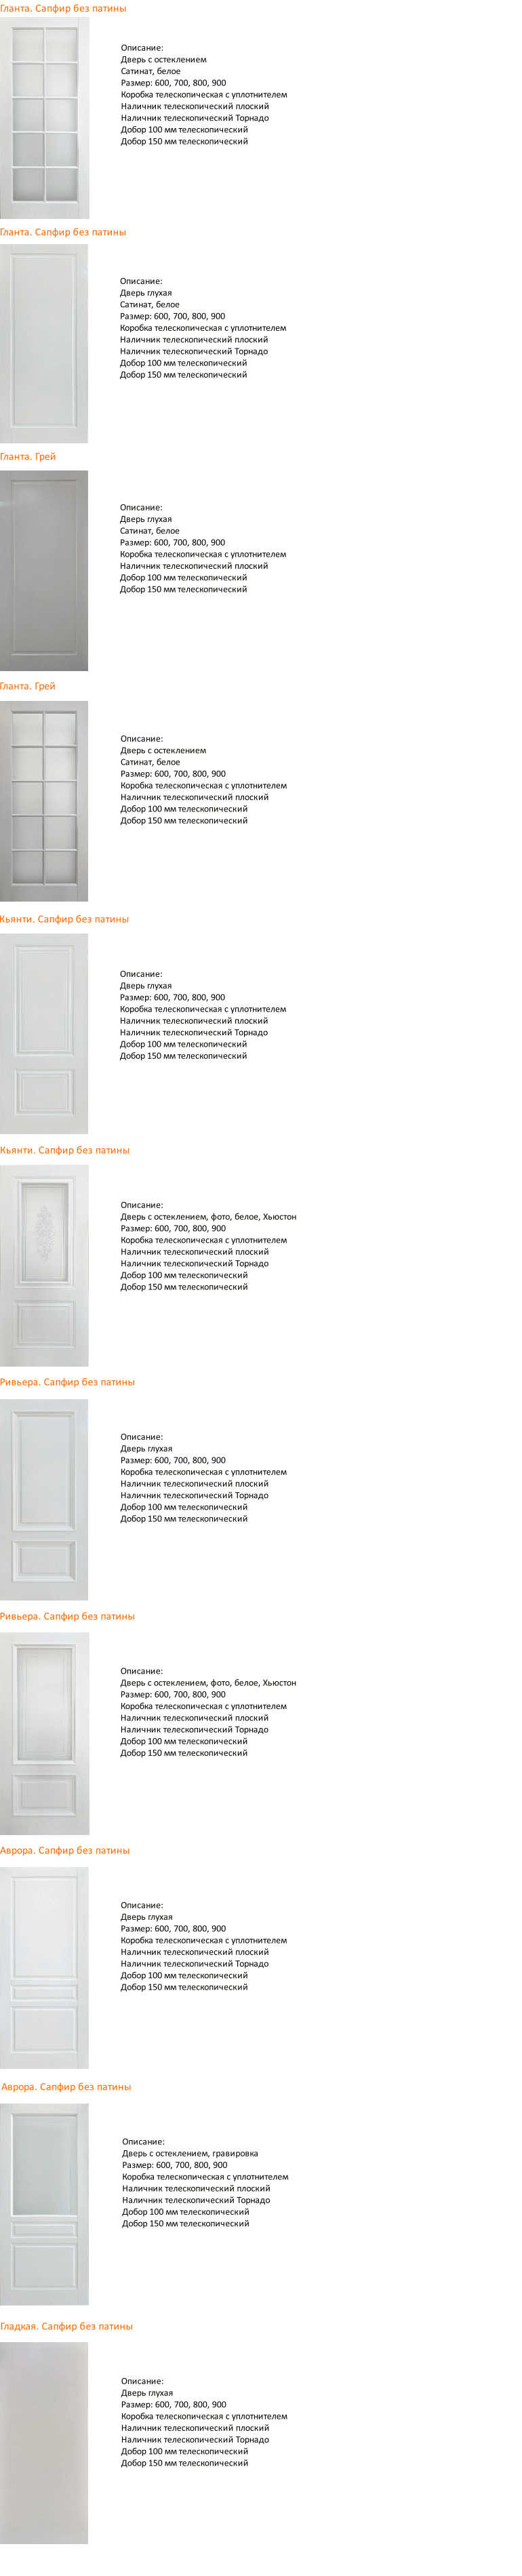 Гланта. Сапфир без патины
Описание:
Дверь с остеклением
Сатинат, белое
Размер: 600, 700, 800, 900
Коробка телескопическая с уплотнителем
Наличник телескопический плоский
Наличник телескопический Торнадо
Добор 100 мм телескопический
Добор 150 мм телескопический
Гланта. Сапфир без патины
Описание:
Дверь глухая
Сатинат, белое
Размер: 600, 700, 800, 900
Коробка телескопическая с уплотнителем
Наличник телескопический плоский
Наличник телескопический Торнадо
Добор 100 мм телескопический
Добор 150 мм телескопический
Гланта. Грей
Описание:
Дверь глухая
Сатинат, белое
Размер: 600, 700, 800, 900
Коробка телескопическая с уплотнителем
Наличник телескопический плоский
Добор 100 мм телескопический
Добор 150 мм телескопический
Гланта. Грей
Описание:
Дверь с остеклением
Сатинат, белое
Размер: 600, 700, 800, 900
Коробка телескопическая с уплотнителем
Наличник телескопический плоский
Добор 100 мм телескопический
Добор 150 мм телескопический
Кьянти. Сапфир без патины
Описание:
Дверь глухая
Размер: 600, 700, 800, 900
Коробка телескопическая с уплотнителем
Наличник телескопический плоский
Наличник телескопический Торнадо
Добор 100 мм телескопический
Добор 150 мм телескопический
Кьянти. Сапфир без патины
Описание:
Дверь с остеклением, фото, белое, Хьюстон
Размер: 600, 700, 800, 900
Коробка телескопическая с уплотнителем
Наличник телескопический плоский
Наличник телескопический Торнадо
Добор 100 мм телескопический
Добор 150 мм телескопический
Ривьера. Сапфир без патины
Описание:
Дверь глухая
Размер: 600, 700, 800, 900
Коробка телескопическая с уплотнителем
Наличник телескопический плоский
Наличник телескопический Торнадо
Добор 100 мм телескопический
Добор 150 мм телескопический
Ривьера. Сапфир без патины
Описание:
Дверь с остеклением, фото, белое, Хьюстон
Размер: 600, 700, 800, 900
Коробка телескопическая с уплотнителем
Наличник телескопический плоский
Наличник телескопический Торнадо
Добор 100 мм телескопический
Добор 150 мм телескопический
Аврора. Сапфир без патины
Описание:
Дверь глухая
Размер: 600, 700, 800, 900
Коробка телескопическая с уплотнителем
Наличник телескопический плоский
Наличник телескопический Торнадо
Добор 100 мм телескопический
Добор 150 мм телескопический
Аврора. Сапфир без патины
Описание:
Дверь с остеклением, гравировка
Размер: 600, 700, 800, 900
Коробка телескопическая с уплотнителем
Наличник телескопический плоский
Наличник телескопический Торнадо
Добор 100 мм телескопический
Добор 150 мм телескопический
Гладкая. Сапфир без патины
Описание:
Дверь глухая
Размер: 600, 700, 800, 900
Коробка телескопическая с уплотнителем
Наличник телескопический плоский
Наличник телескопический Торнадо
Добор 100 мм телескопический
Добор 150 мм телескопический